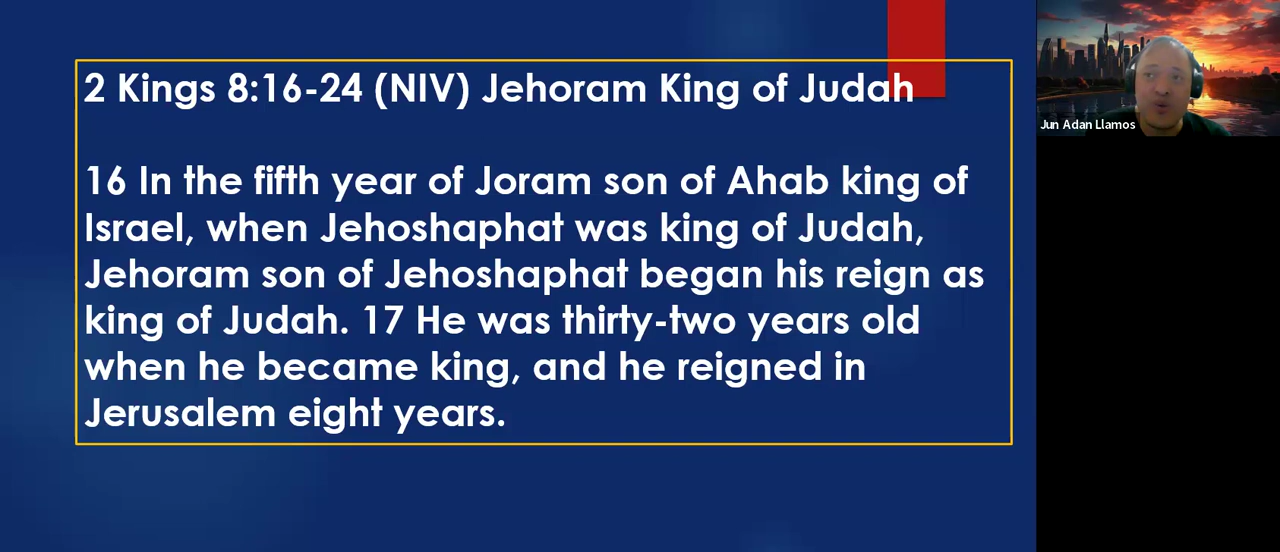 2 Kings 8:16-24 (NIV) Jehoram King of Judah
16 In the fifth year of Joram son of Ahab king of
Israel, when Jehoshaphat was king of Judah,
Jehoram son of Jehoshaphat began his reign as
king of Judah. 17 He was thirty-two years old
when he became king, and he reigned in
Jerusalem eight years.
Jun Adan Llamos